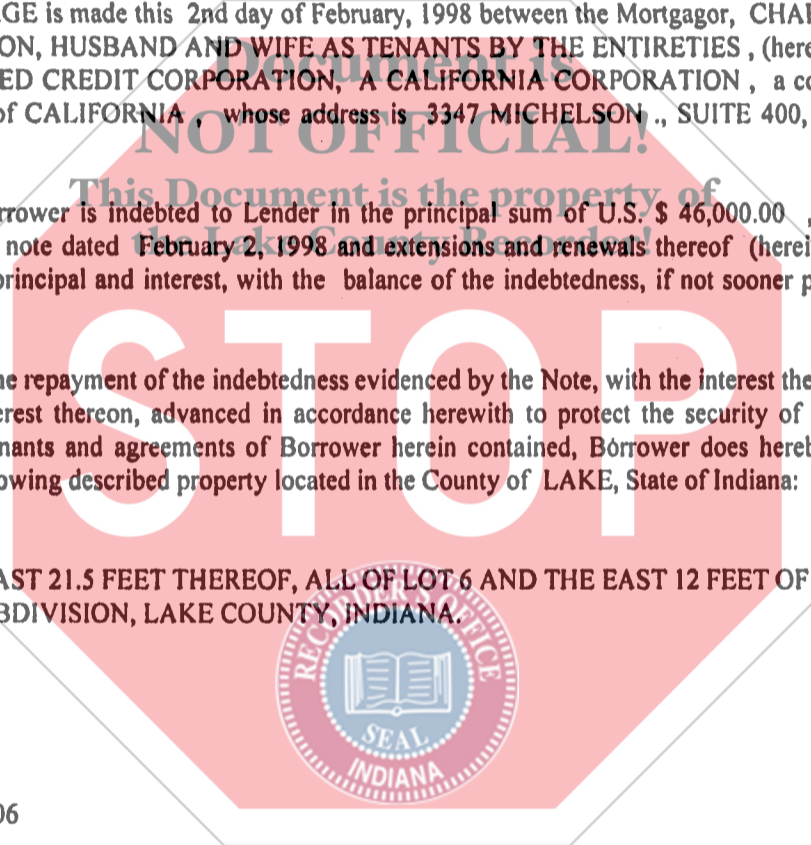 GE is made this 2nd day of February, 1998 between the Mortgagor, CHA
ON, HUSBAND AND WIFE AS TENANTS BY THE ENTIRETIES , (here
ED CREDIT CORPORATION, A CALIFORNIA CORPORATION , a co
of CALIFORNIA , whose address is 3347 MICHELSON ., SUITE 400,
Document is
NOT OFFICIAL!
This Document is the property of
the Lake County Recorder!
rrower is indebted to Lender in the principal sum of U.S. $ 46,000.00 ,
note dated February 2, 1998 and extensions and renewals thereof (herei
principal and interest, with the balance of the indebtedness, if not sooner p
STOP
he repayment of the indebtedness evidenced by the Note, with the interest the
erest thereon, advanced in accordance herewith to protect the security of
nants and agreements of Borrower herein contained, Borrower does hereb
owing described property located in the County of LAKE, State of Indiana:
AST 21.5 FEET THEREOF, ALL OF LOT 6 AND THE EAST 12 FEET OF
BDIVISION, LAKE COUNTY, INDIANA.
RECORDER'S OFFICE
SEAL
INDIANA
06